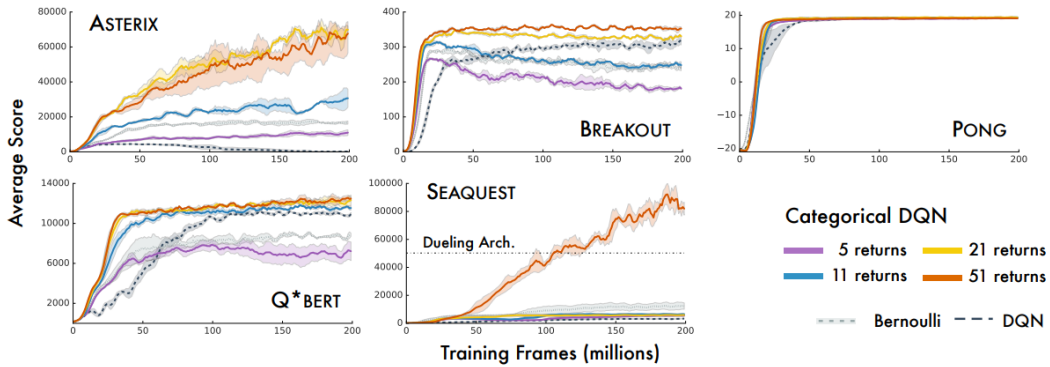 Average Score
ASTERIX
80000
60000
40000
20000
0
0 50 100 150 200
BREAKOUT
400
300
200
100
0
0 50 100 150 200
PONG
20
10
0
−10
−20
0 50 100 150 200
Q*BERT
14000
10000
6000
2000
0 50 100 150 200
SEAQUEST
100000
80000
60000
Dueling Arch.
40000
20000
0
0 50 100 150 200
Training Frames (millions)
Categorical DQN
5 returns 21 returns
11 returns 51 returns
Bernoulli DQN